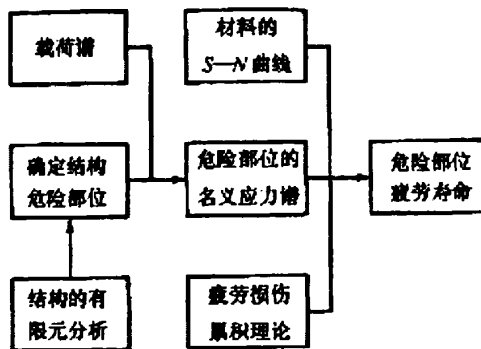 载荷谱
材料的
S—N 曲线
确定结构
危险部位
危险部位的
名义应力谱
危险部位
疲劳寿命
结构的有
限元分析
疲劳损伤
累积理论